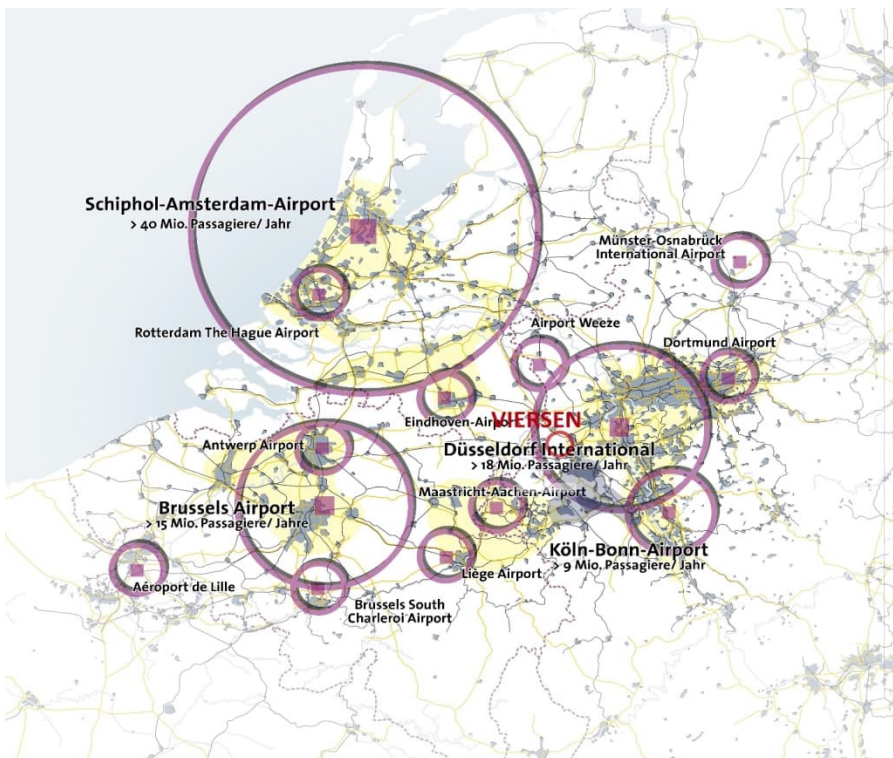 Schiphol-Amsterdam-Airport
> 40 Mio. Passagiere/ Jahr
Münster-Osnabrück
International Airport
Rotterdam The Hague Airport
Airport Weeze
Dortmund Airport
Eindhoven-Airport
VIERSEN
Antwerp Airport
Düsseldorf International
> 18 Mio. Passagiere/ Jahr
Maastricht-Aachen-Airport
Brussels Airport
> 15 Mio. Passagiere/ Jahre
Köln-Bonn-Airport
> 9 Mio. Passagiere/ Jahr
Liège Airport
Aéroport de Lille
Brussels South
Charleroi Airport